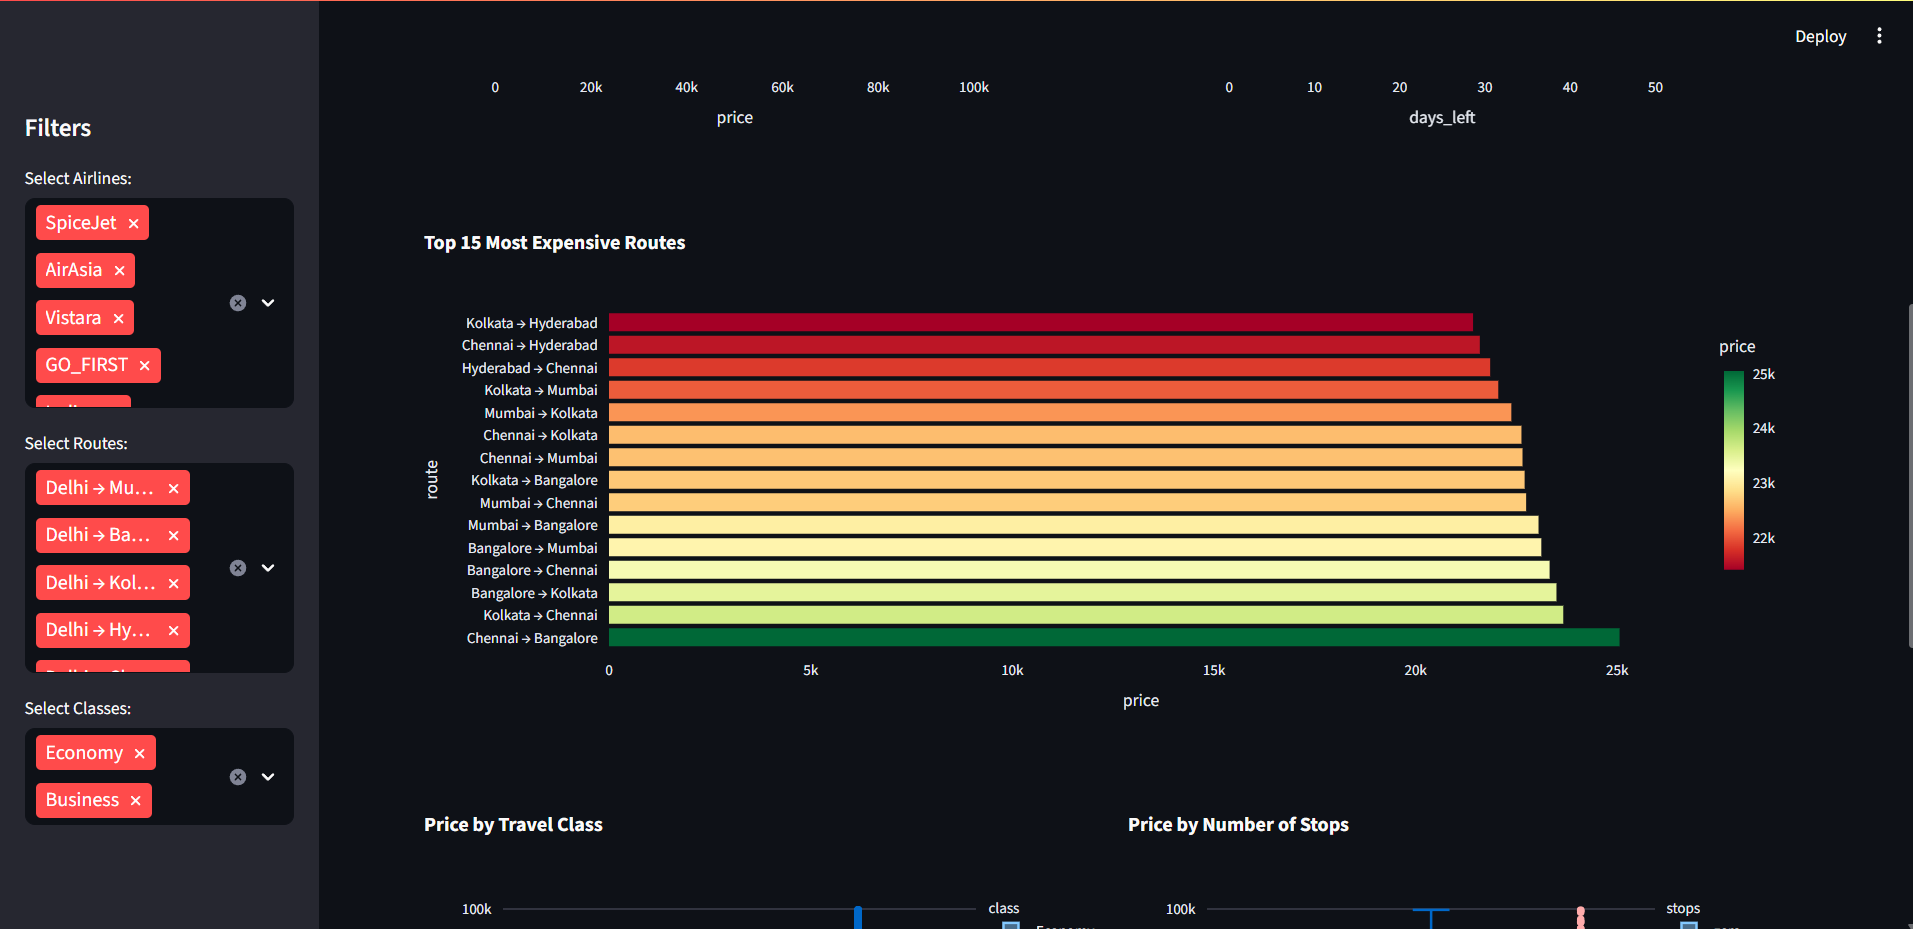 Deploy
Filters
Select Airlines:
SpiceJet ×
AirAsia ×
Vistara ×
GO_FIRST ×
Select Routes:
Delhi → Mu... ×
Delhi → Ba... ×
Delhi → Kol... ×
Delhi → Hy... ×
Select Classes:
Economy ×
Business ×
0 20k 40k 60k 80k 100k
price
0 10 20 30 40 50
days_left
Top 15 Most Expensive Routes
route
Kolkata → Hyderabad
Chennai → Hyderabad
Hyderabad → Chennai
Kolkata → Mumbai
Mumbai → Kolkata
Chennai → Kolkata
Chennai → Mumbai
Kolkata → Bangalore
Mumbai → Chennai
Mumbai → Bangalore
Bangalore → Mumbai
Bangalore → Chennai
Bangalore → Kolkata
Kolkata → Chennai
Chennai → Bangalore
0 5k 10k 15k 20k 25k
price
price
25k
24k
23k
22k
Price by Travel Class
100k
class
Price by Number of Stops
100k
stops